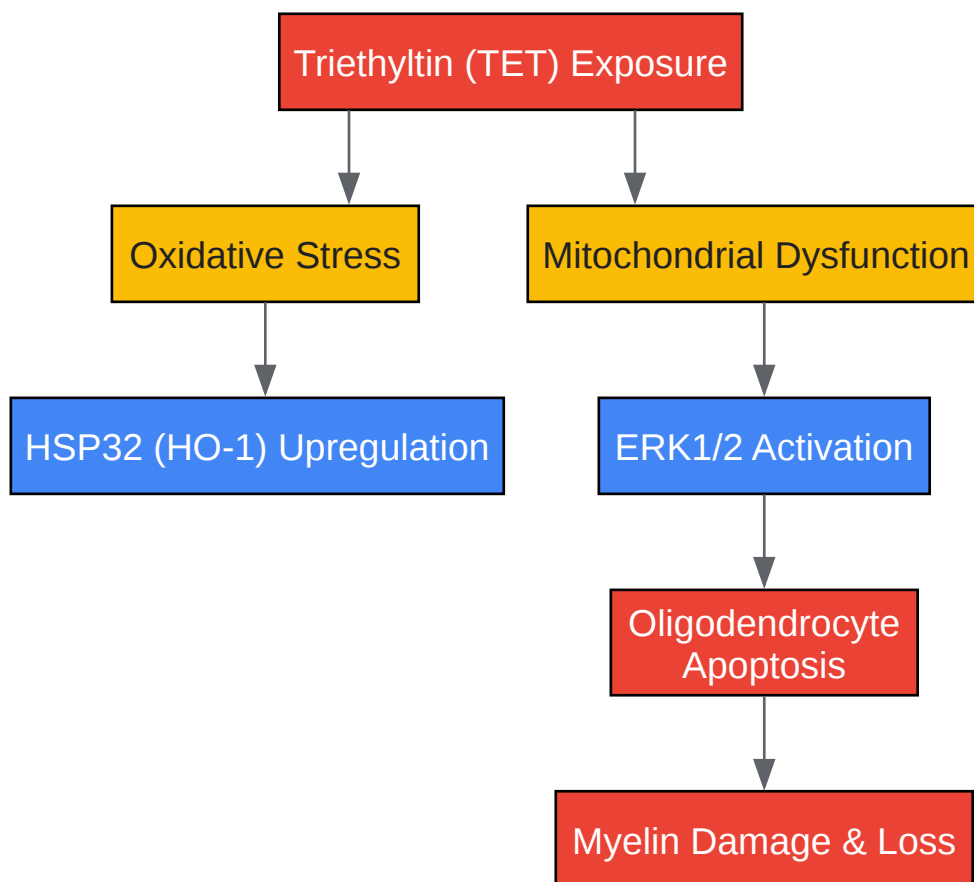 Triethyltin (TET) Exposure
Oxidative Stress
Mitochondrial Dysfunction
HSP32 (HO-1) Upregulation
ERK1/2 Activation
Oligodendrocyte
Apoptosis
Myelin Damage & Loss